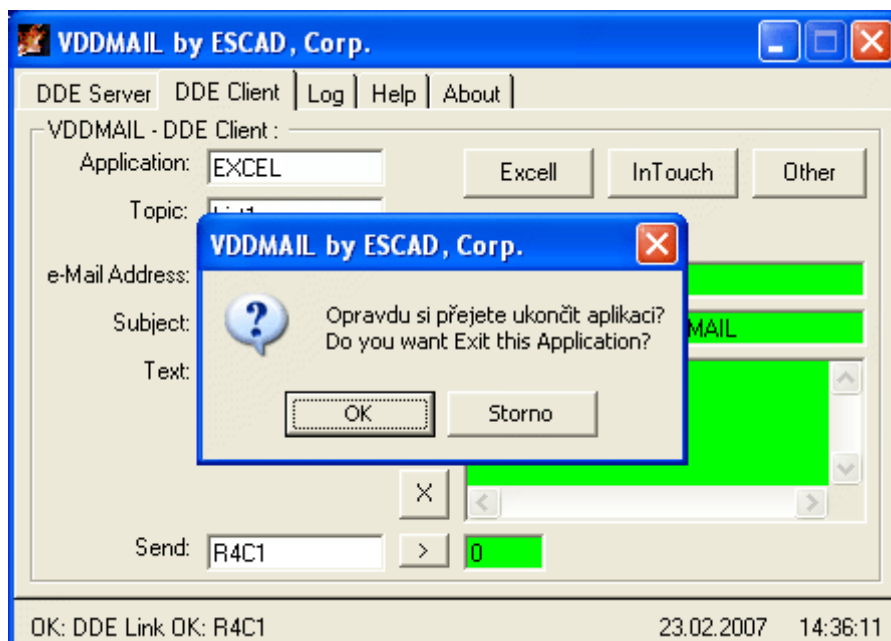 VDDMAIL by ESCAD, Corp.
DDE Server DDE Client Log Help About
VDDMAIL - DDE Client :
Application: EXCEL Excell InTouch Other
Topic:
VDDMAIL by ESCAD, Corp.
e-Mail Address:
Opravdu si přejete ukončit aplikaci?
Subject: MAIL
Do you want Exit this Application?
Text:
OK Storno
X
Send: R4C1 > 0
OK: DDE Link OK: R4C1 23.02.2007 14:36:11